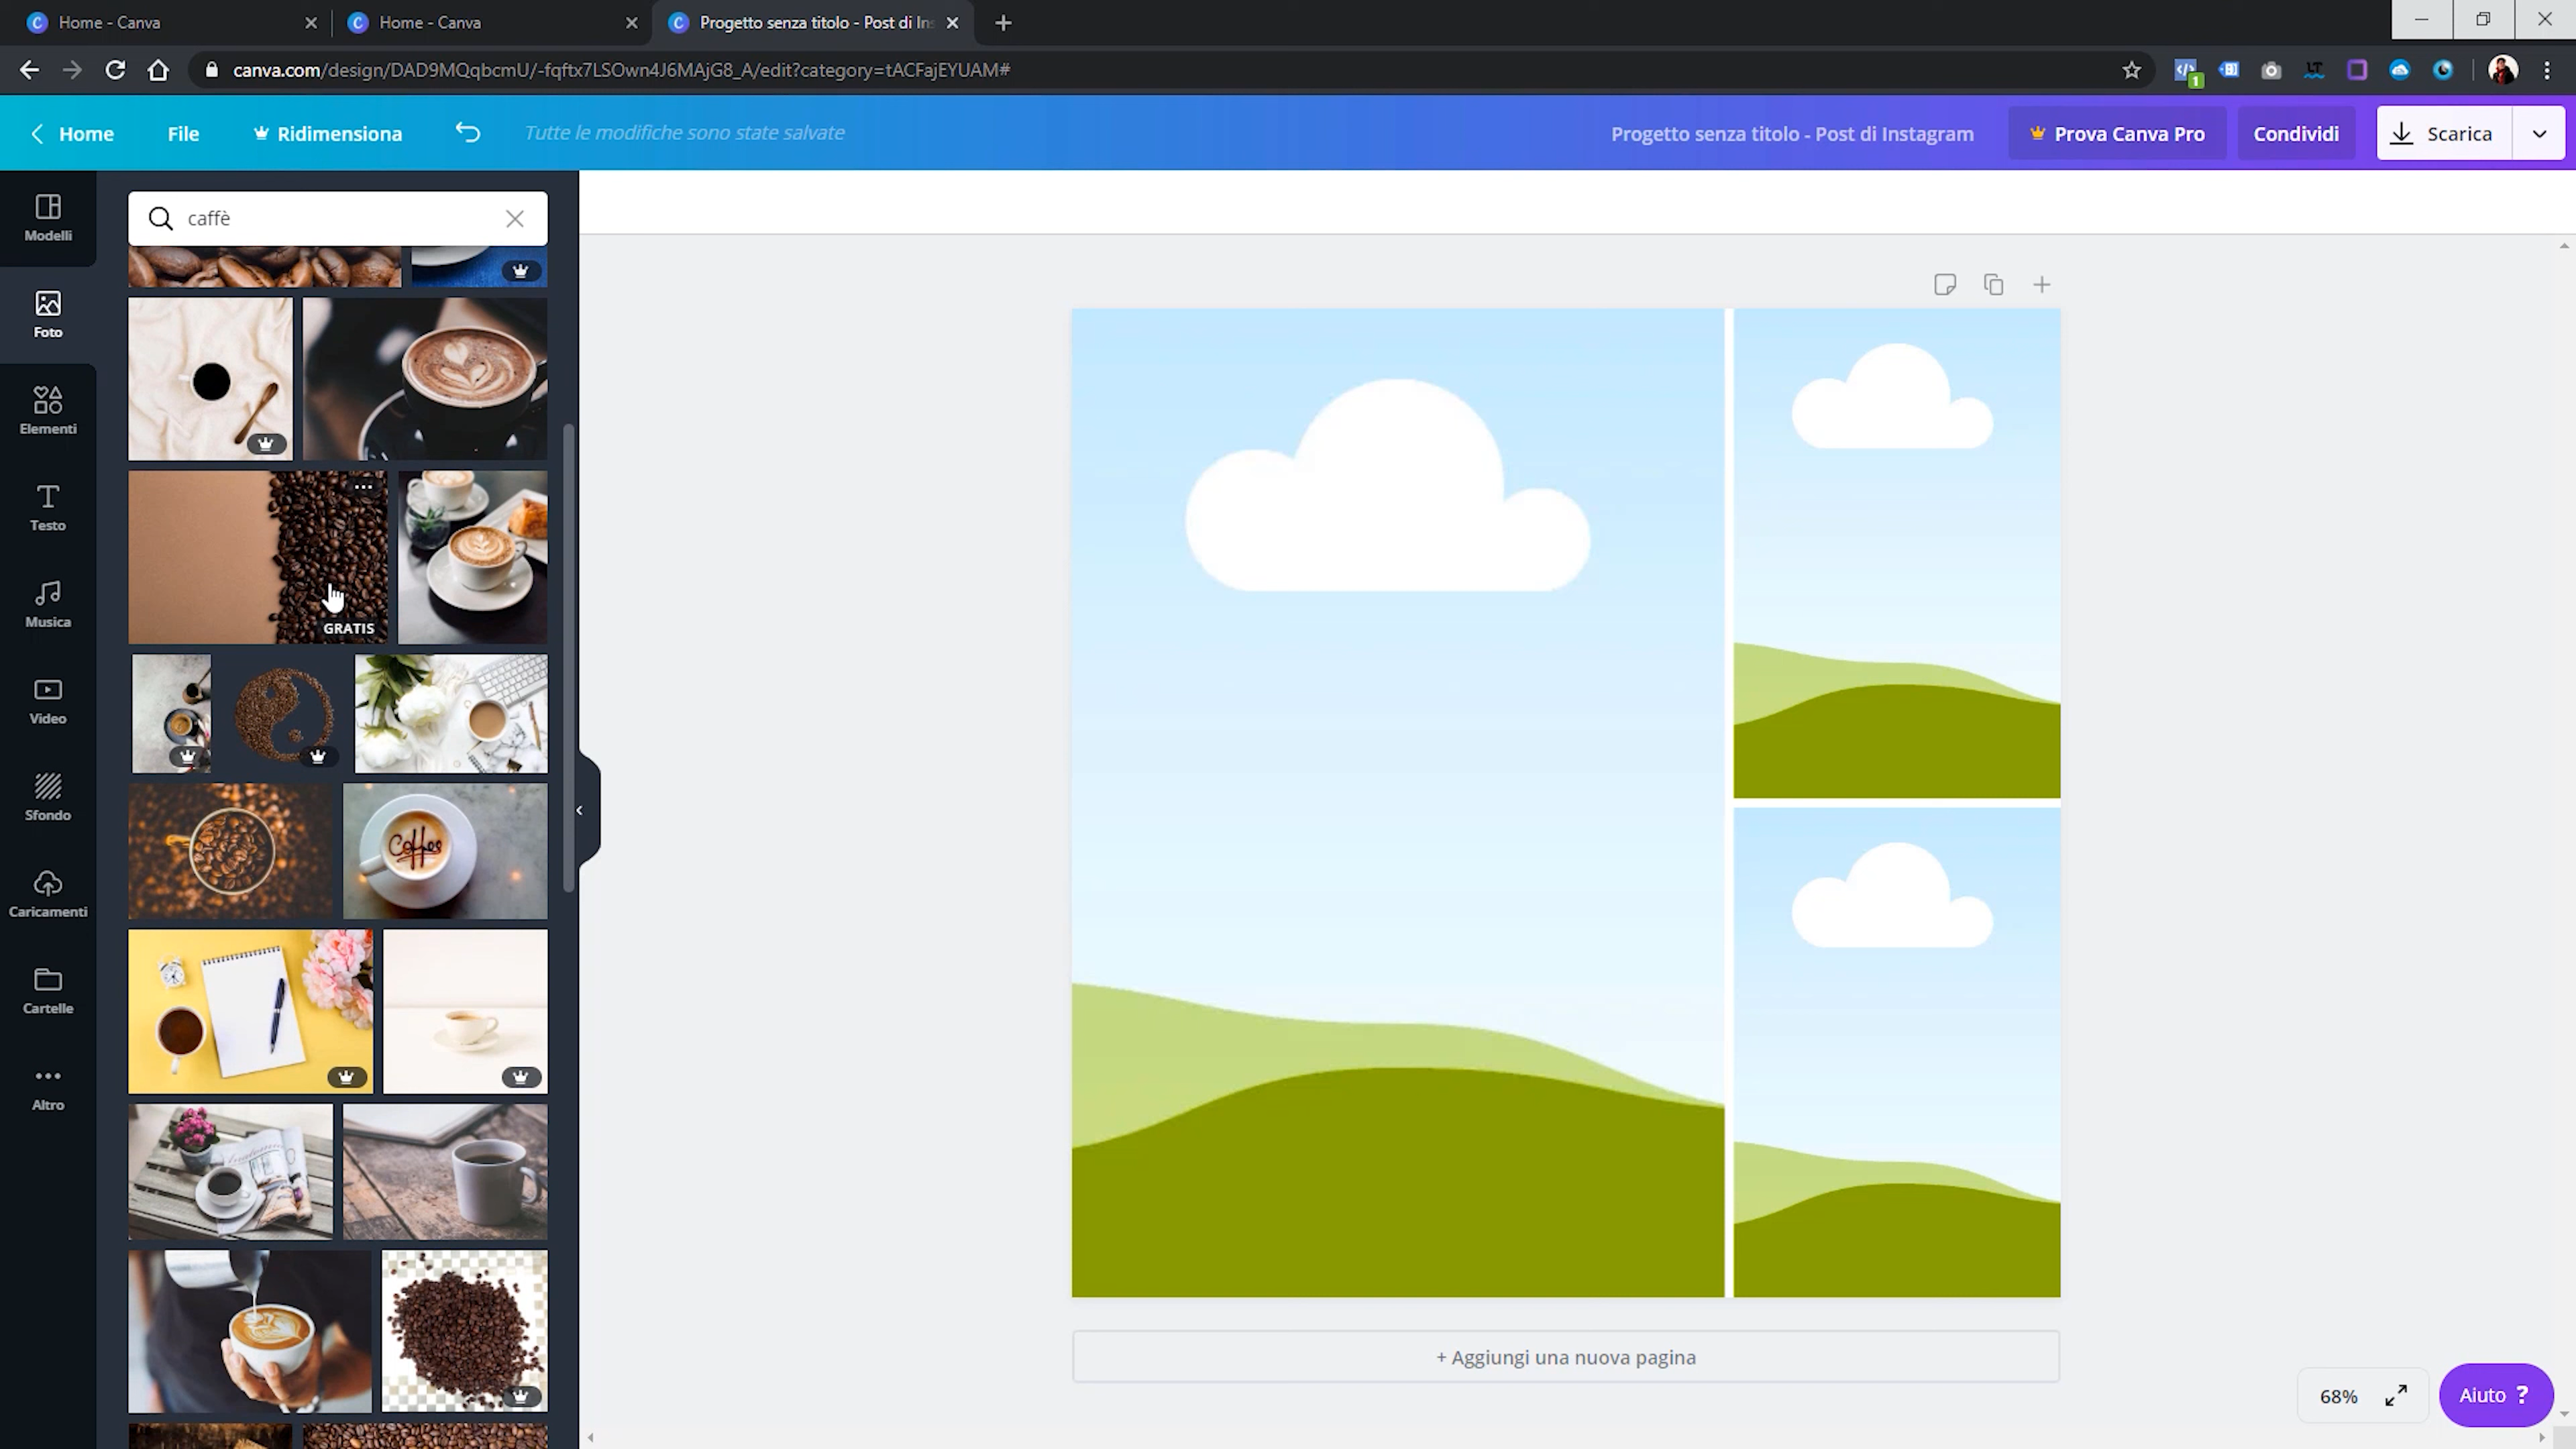 Home - Canva
Home - Canva
Progetto senza titolo - Post di Ins
canva.com/design/DAD9MQqbcmU/-fqftx7LSOwn4J6MAjG8_A/edit?category=tACFajEYUAM#
1
Home
File
Ridimensiona
Tutte le modifiche sono state salvate
Progetto senza titolo - Post di Instagram
Prova Canva Pro
Condividi
Scarica
caffè
Modelli
Foto
Elementi
Testo
Musica
Video
Sfondo
Caricamenti
Cartelle
Altro
GRATIS
Coffee
+ Aggiungi una nuova pagina
68%
Aiuto ?